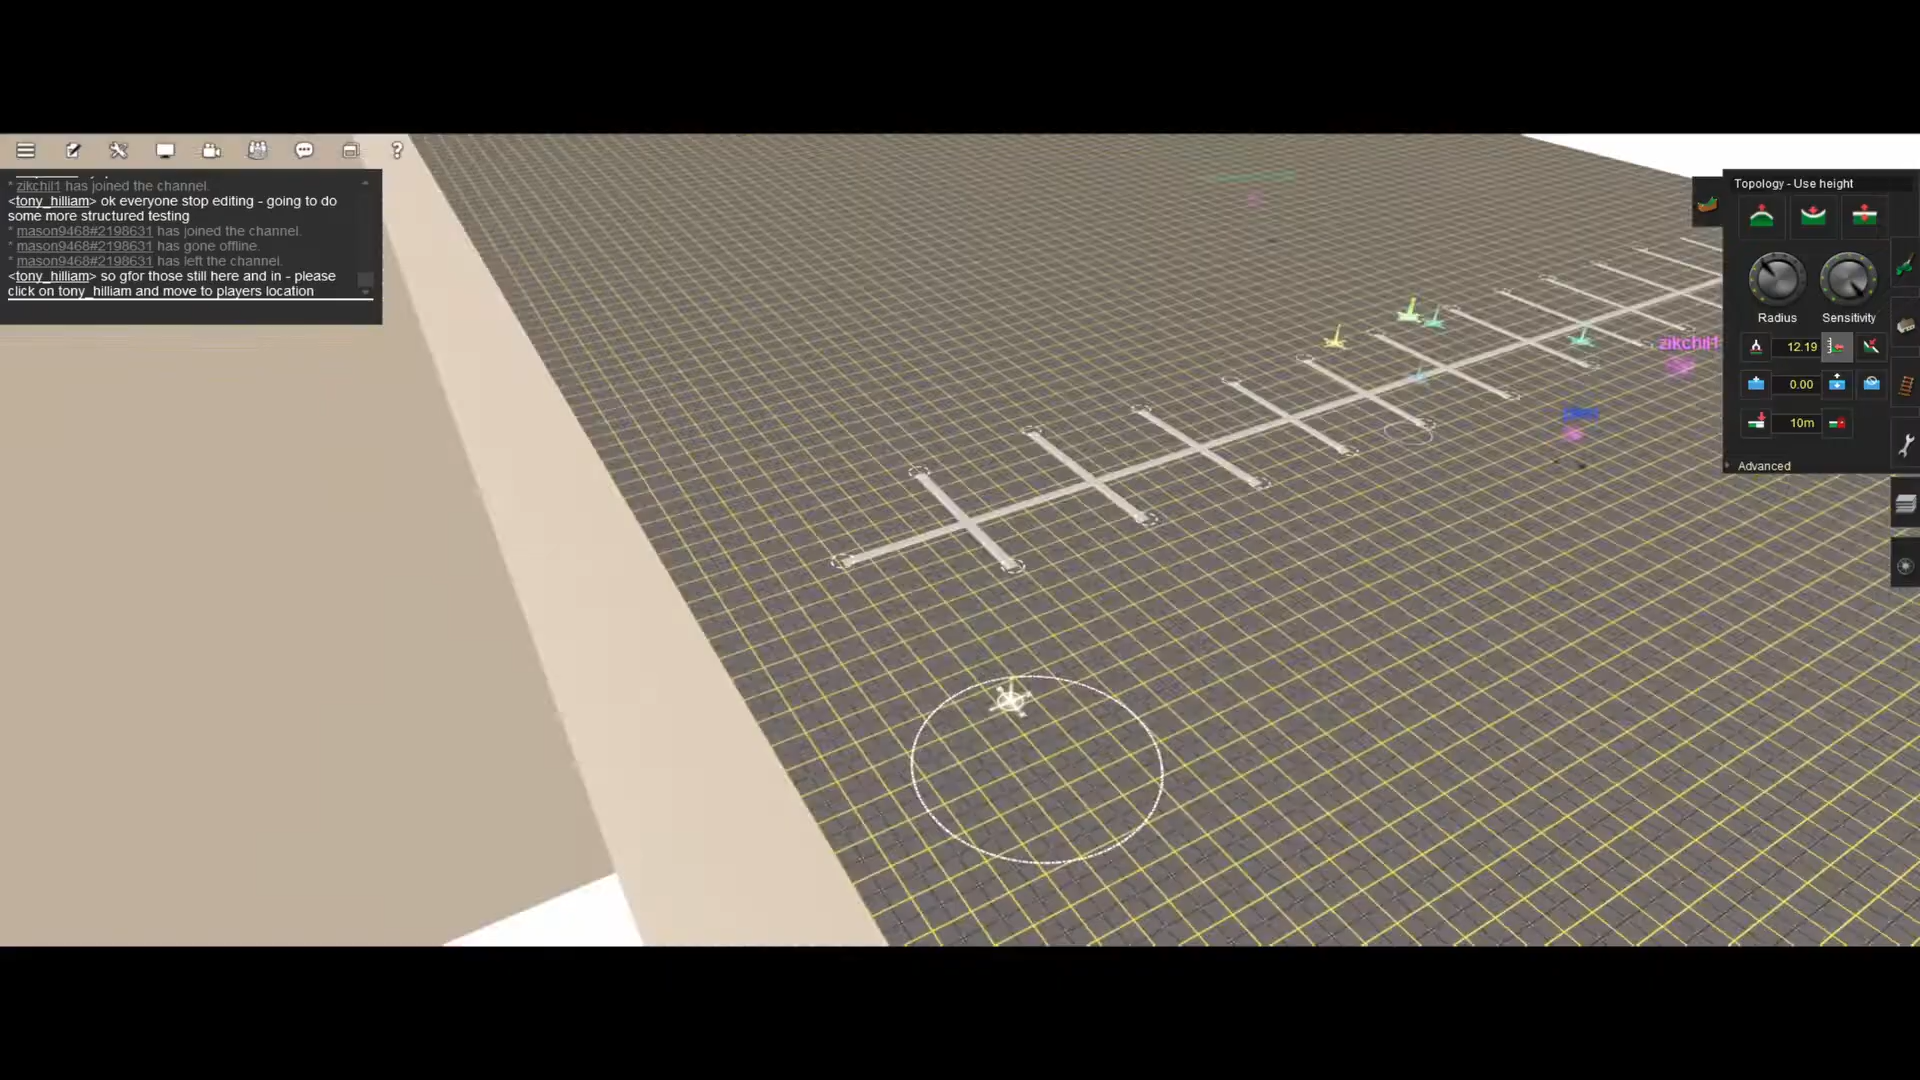 * zikchil1 has joined the channel.
<tony_hilliam> ok everyone stop editing - going to do
some more structured testing
* mason9468#2198631 has joined the channel.
* mason9468#2198631 has gone offline.
* mason9468#2198631 has left the channel.
<tony_hilliam> so gfor those still here and in - please
click on tony_hilliam and move to players location
zikchil1
Topology - Use height
Radius
Sensitivity
12.19
0.00
10m
Advanced
?